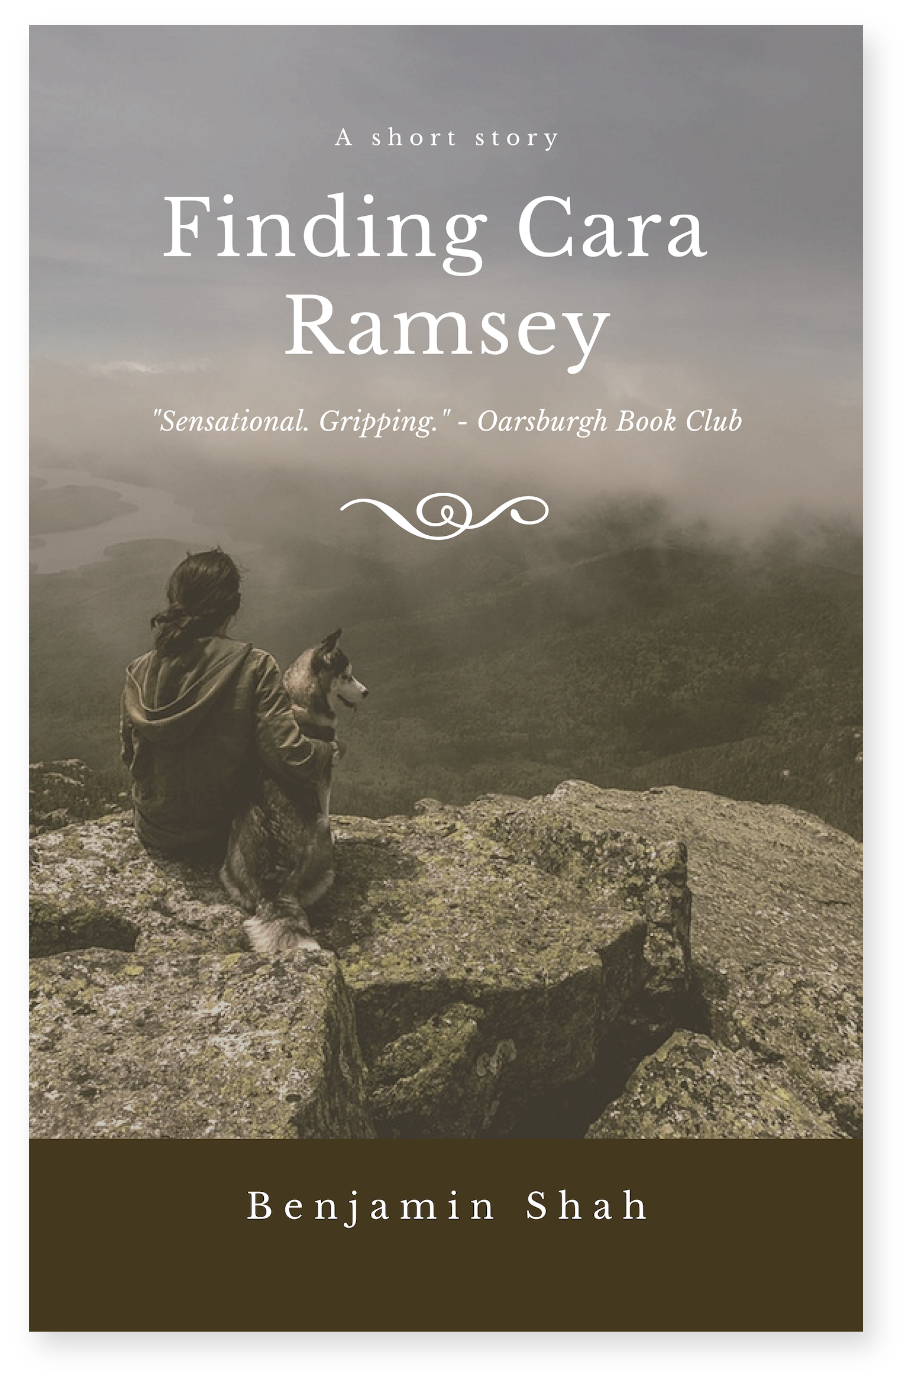 A short story
Finding Cara
Ramsey
"Sensational. Gripping." - Oarsburgh Book Club
Benjamin Shah